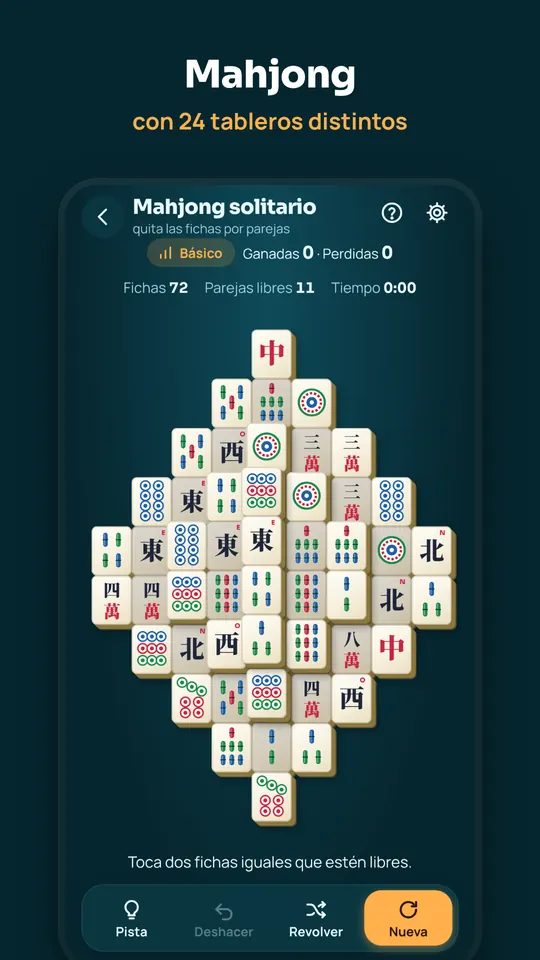 Mahjong
con 24 tableros distintos
Mahjong solitario
quita las fichas por parejas
Básico Ganadas 0 · Perdidas 0
Fichas 72 Parejas libres 11 Tiempo 0:00
中
西 O 三萬 三萬
東 E 三萬
東 E 東 E 東 E 北 N
四萬 四萬 北 N
北 N 西 O 八萬 中
四萬 西 O
Toca dos fichas iguales que estén libres.
Pista Deshacer Revolver Nueva